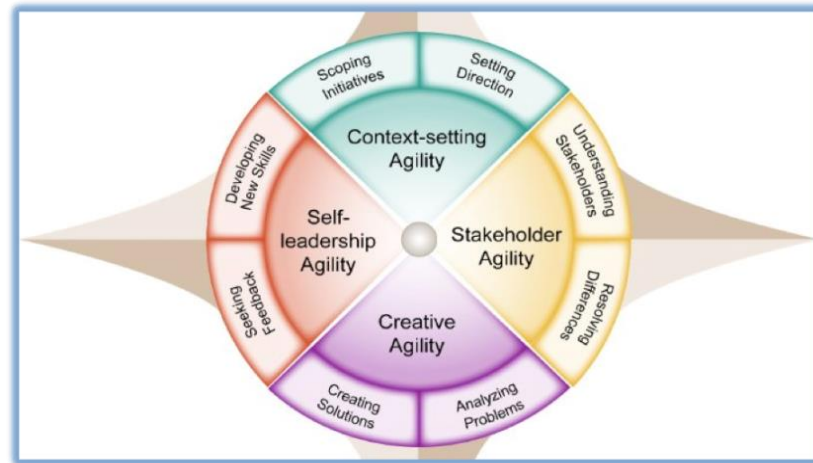 Scoping
Initiatives
Setting
Direction
Context-setting
Agility
Developing
New Skills
Understanding
Stakeholders
Self-
leadership
Agility
Stakeholder
Agility
Seeking
Feedback
Resolving
Differences
Creative
Agility
Creating
Solutions
Analyzing
Problems